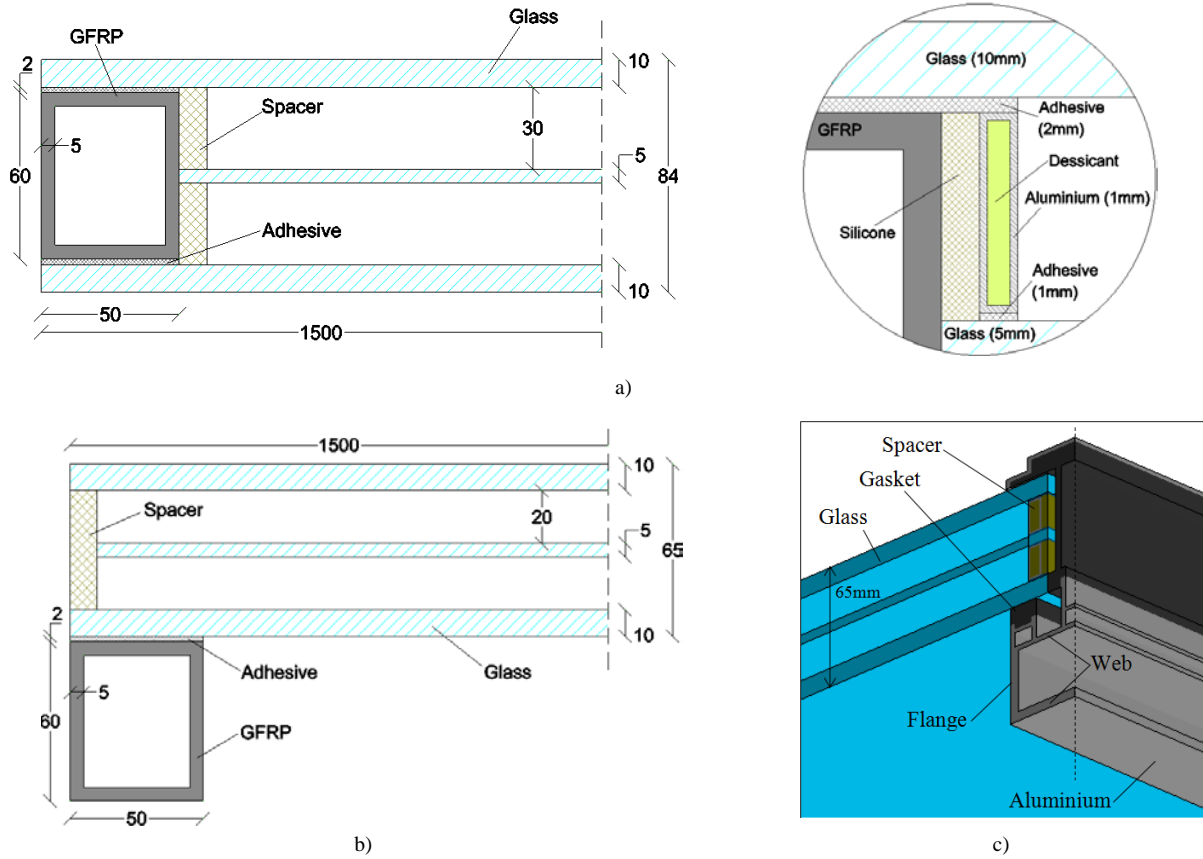 Glass
GFRP
2
10
Spacer
30
5
5
60
84
Adhesive
10
50
1500
Glass (10mm)
Adhesive
(2mm)
GFRP
Dessicant
Aluminium (1mm)
Silicone
Adhesive
(1mm)
Glass (5mm)
a)
1500
10
Spacer
20
5
65
2
10
Adhesive
Glass
5
60
GFRP
50
b)
Spacer
Gasket
Glass
65mm
Web
Flange
Aluminium
c)